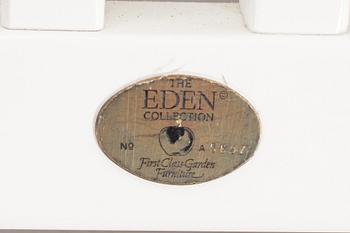 THE
EDEN ©
COLLECTION
No A
First Class Garden
Furniture